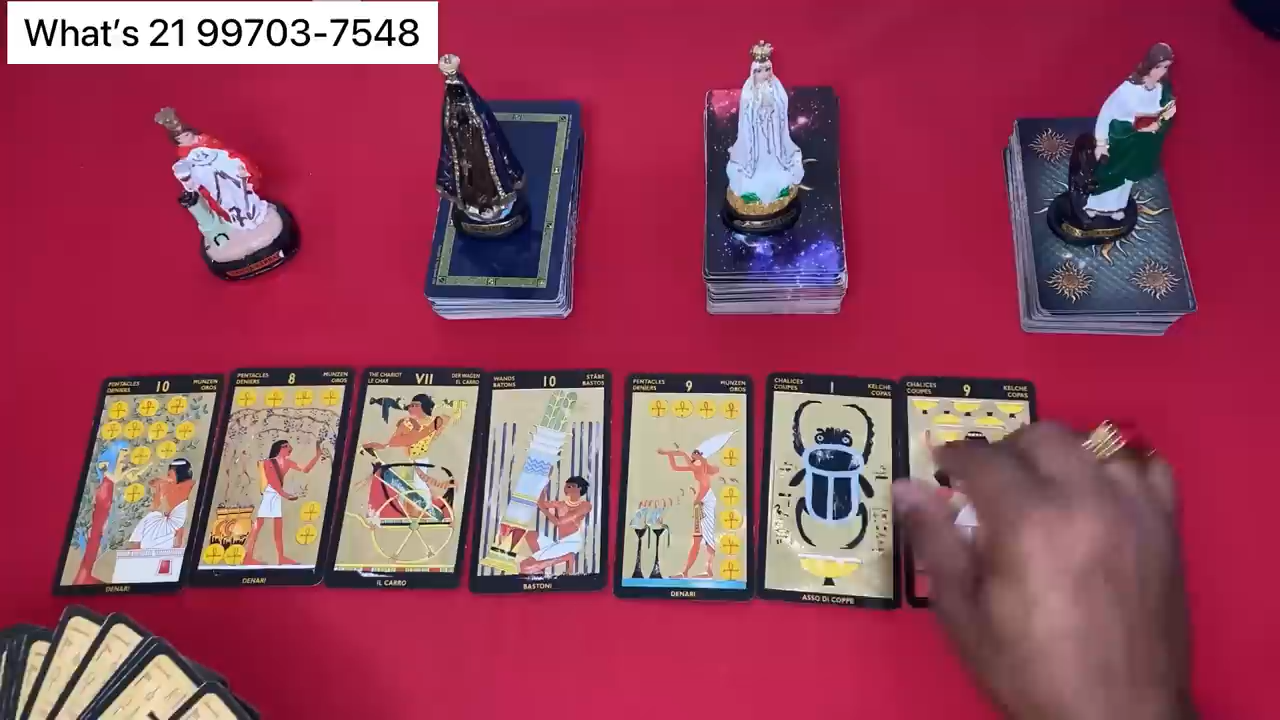 What's 21 99703-7548
PENTACLES
DENIERS
10
MUNZEN
OROS
DENARI
PENTACLES
DENIERS
8
MUNZEN
OROS
DENARI
THE CHARIOT
LE CHAR
VII
DER WAGEN
EL CARRO
IL CARRO
WANDS
BATONS
10
STÄBE
BASTOS
BASTONI
PENTACLES
DENIERS
9
MUNZEN
OROS
DENARI
CHALICES
COUPES
1
KELCHE
COPAS
ASSO DI COPPE
CHALICES
COUPES
9
KELCHE
COPAS